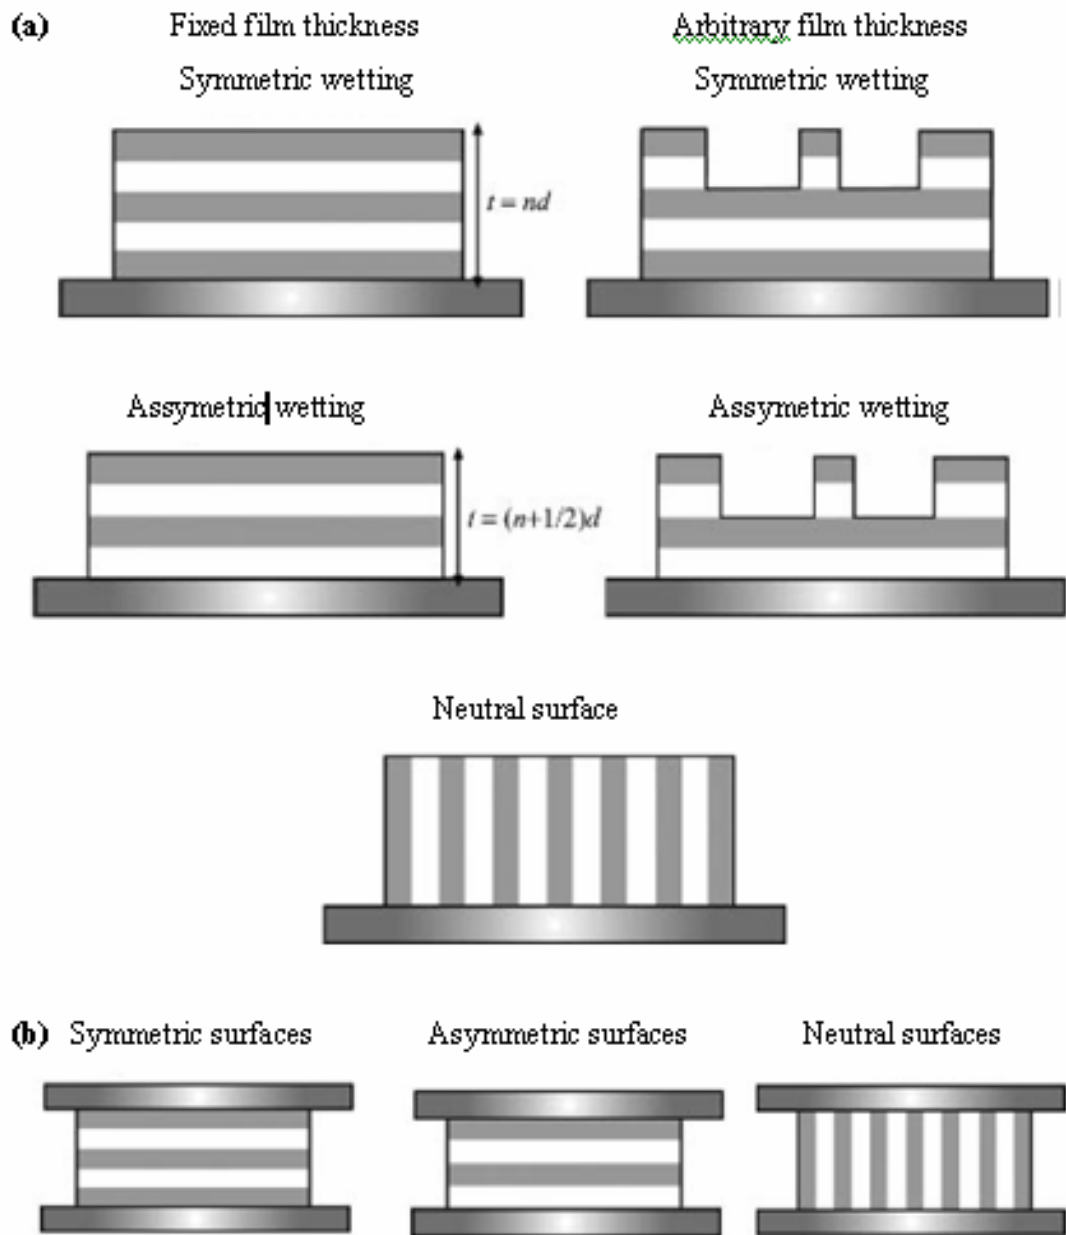 (a) Fixed film thickness Arbitrary film thickness
Symmetric wetting Symmetric wetting
t = nd
Assymetric wetting Assymetric wetting
t = (n+1/2)d
Neutral surface
(b) Symmetric surfaces Asymmetric surfaces Neutral surfaces